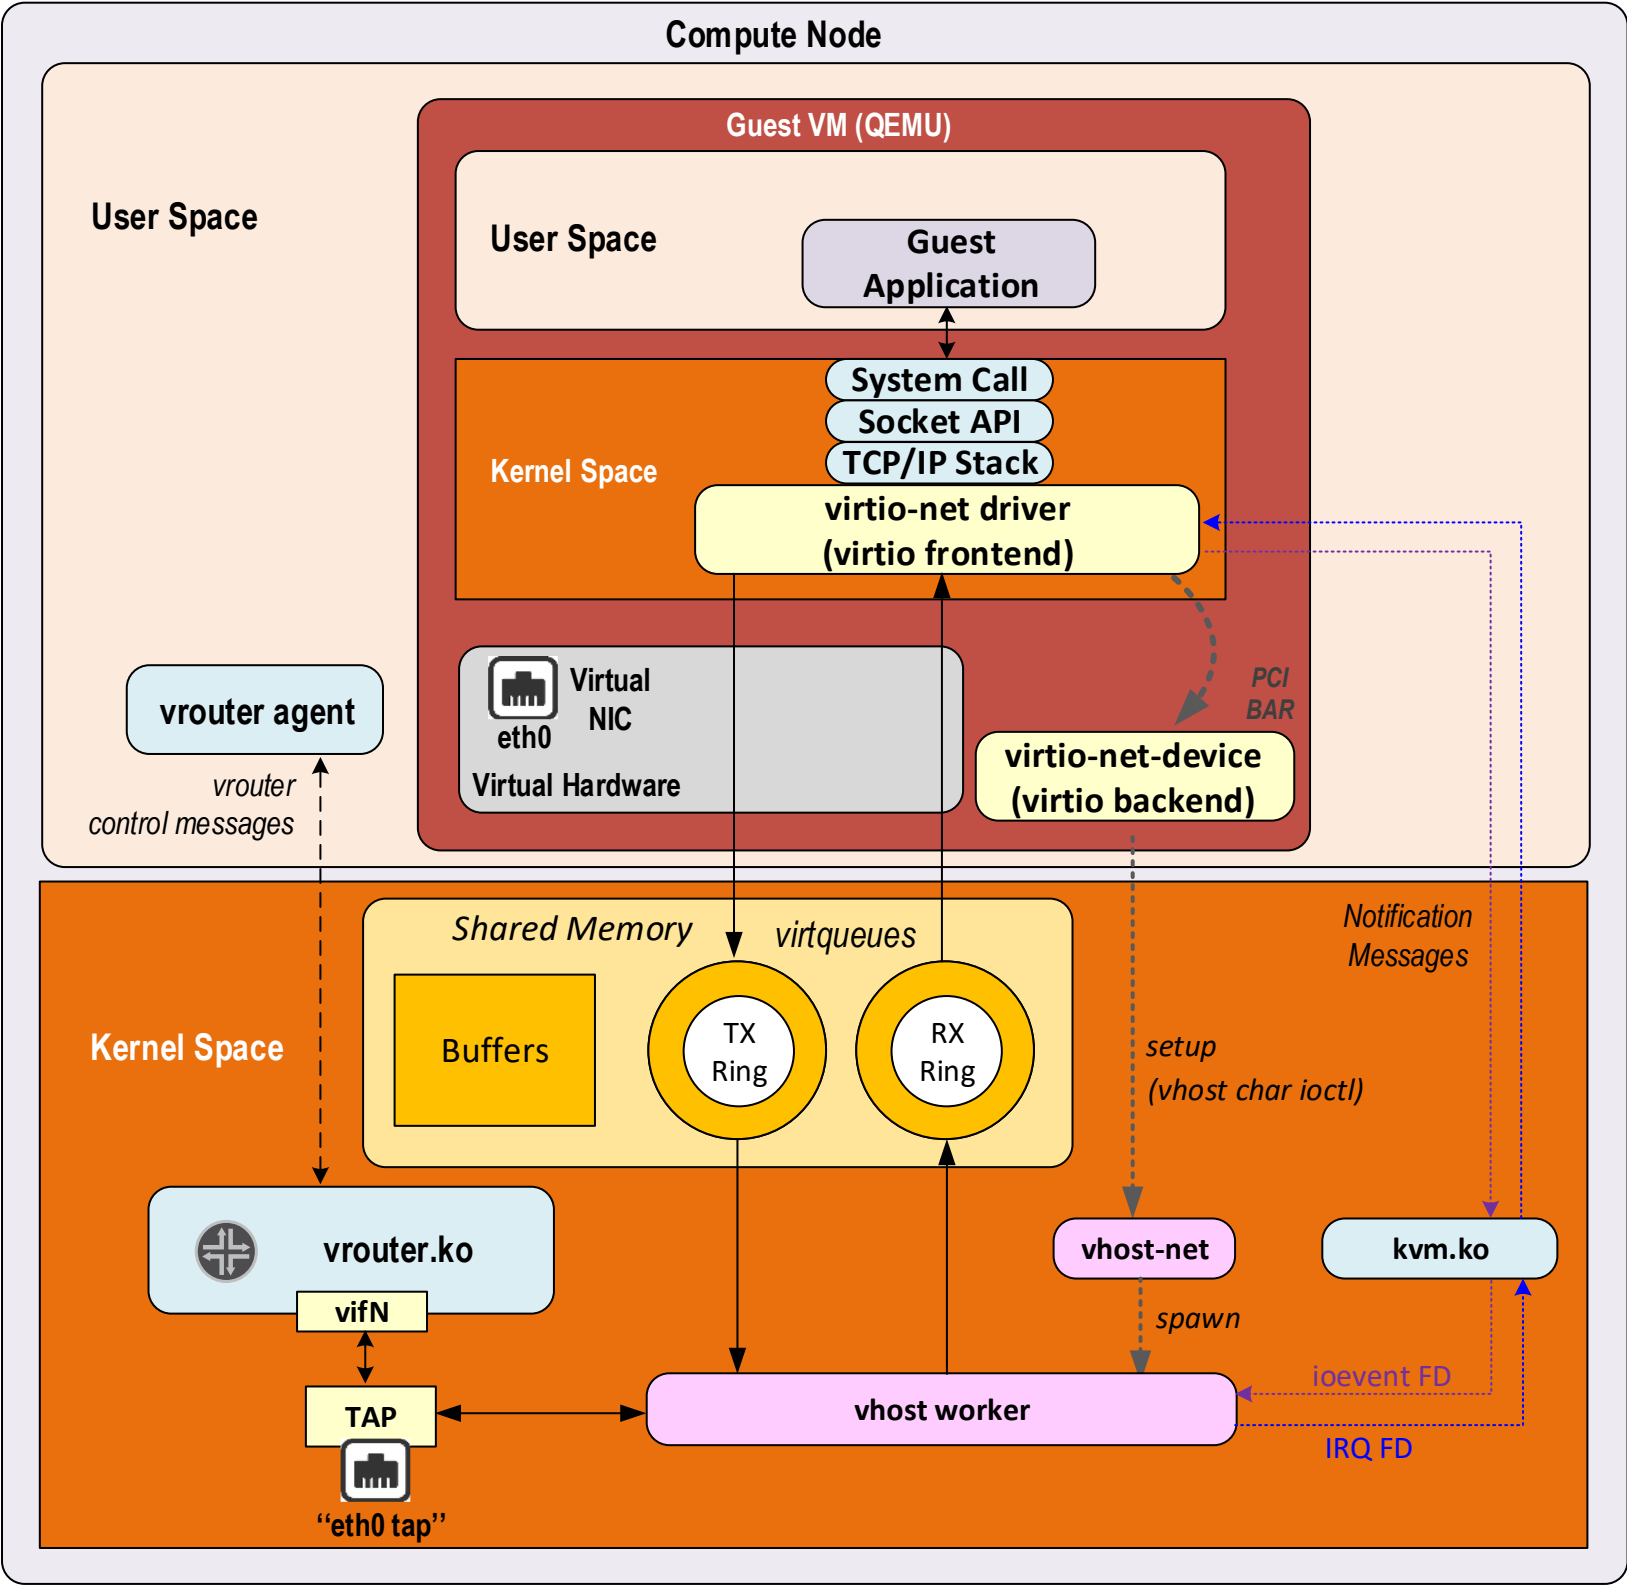 Compute Node
Guest VM (QEMU)
User Space
User Space
Guest
Application
System Call
Socket API
TCP/IP Stack
Kernel Space
virtio-net driver
(virtio frontend)
Virtual
NIC
eth0
Virtual Hardware
PCI
BAR
vrouter agent
virtio-net-device
(virtio backend)
vrouter
control messages
Shared Memory
virtqueues
Notification
Messages
Buffers
TX
Ring
RX
Ring
Kernel Space
setup
(vhost char ioctl)
vrouter.ko
vhost-net
kvm.ko
vifN
spawn
ioevent FD
TAP
vhost worker
IRQ FD
“eth0 tap”